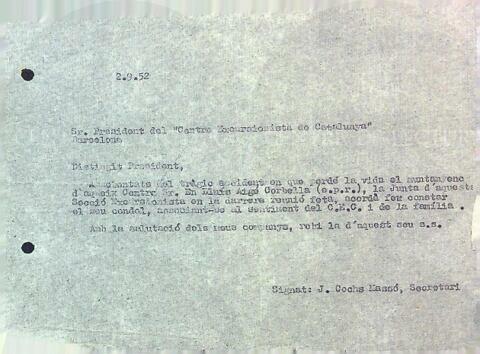 2.9.52
Sr. President del "Centre Excursionista de Catalunya"
Barcelona
Distingit President,
Assabentats del tràgic accident en que perdé la vida el muntanyenc
d'aqueix Centre Sr. En Lluís Aigé Corbella (e.p.r), la Junta d'aquesta
Secció Excursionista en la darrera reunió feta, acordà fer constar
el seu condol, associant-se al sentiment del C.E.C. i de la família .
Amb la salutació dels meus companys, rebi la d'aquest seu s.s.
Signat: J. Cochs Massó, Secretari